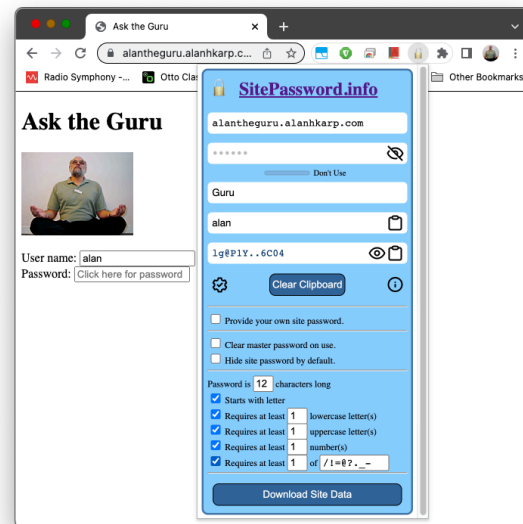 Ask the Guru
alantheguru.alanhkarp.c...
Radio Symphony -...
Otto Clas
Other Bookmarks
SitePassword.info
Ask the Guru
alantheguru.alanhkarp.com
Don't Use
Guru
alan
User name: alan
Password: Click here for password
lg@P1Y..6C04
Clear Clipboard
Provide your own site password.
Clear master password on use.
Hide site password by default.
Password is 12 characters long
Starts with letter
Requires at least 1 lowercase letter(s)
Requires at least 1 uppercase letter(s)
Requires at least 1 number(s)
Requires at least 1 of /!=@?._-
Download Site Data